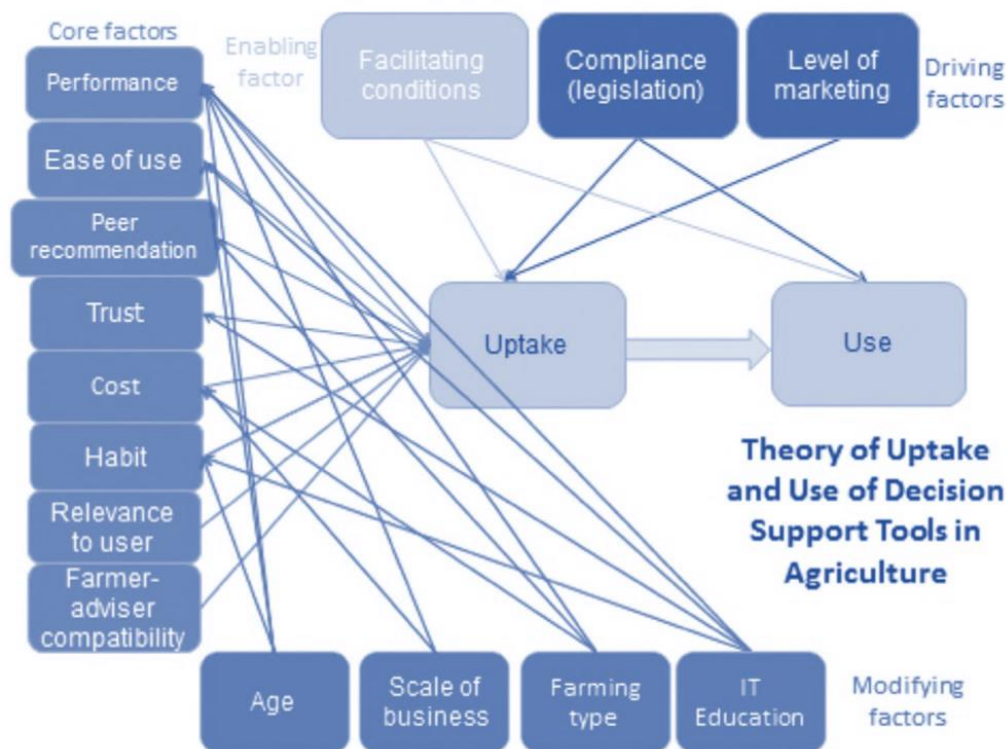 Core factors
Performance
Ease of use
Peer
recommendation
Trust
Cost
Habit
Relevance
to user
Farmer-
adviser
compatibility
Enabling
factor
Facilitating
conditions
Compliance
(legislation)
Level of
marketing
Driving
factors
Uptake
Use
Theory of Uptake
and Use of Decision
Support Tools in
Agriculture
Age
Scale of
business
Farming
type
IT
Education
Modifying
factors